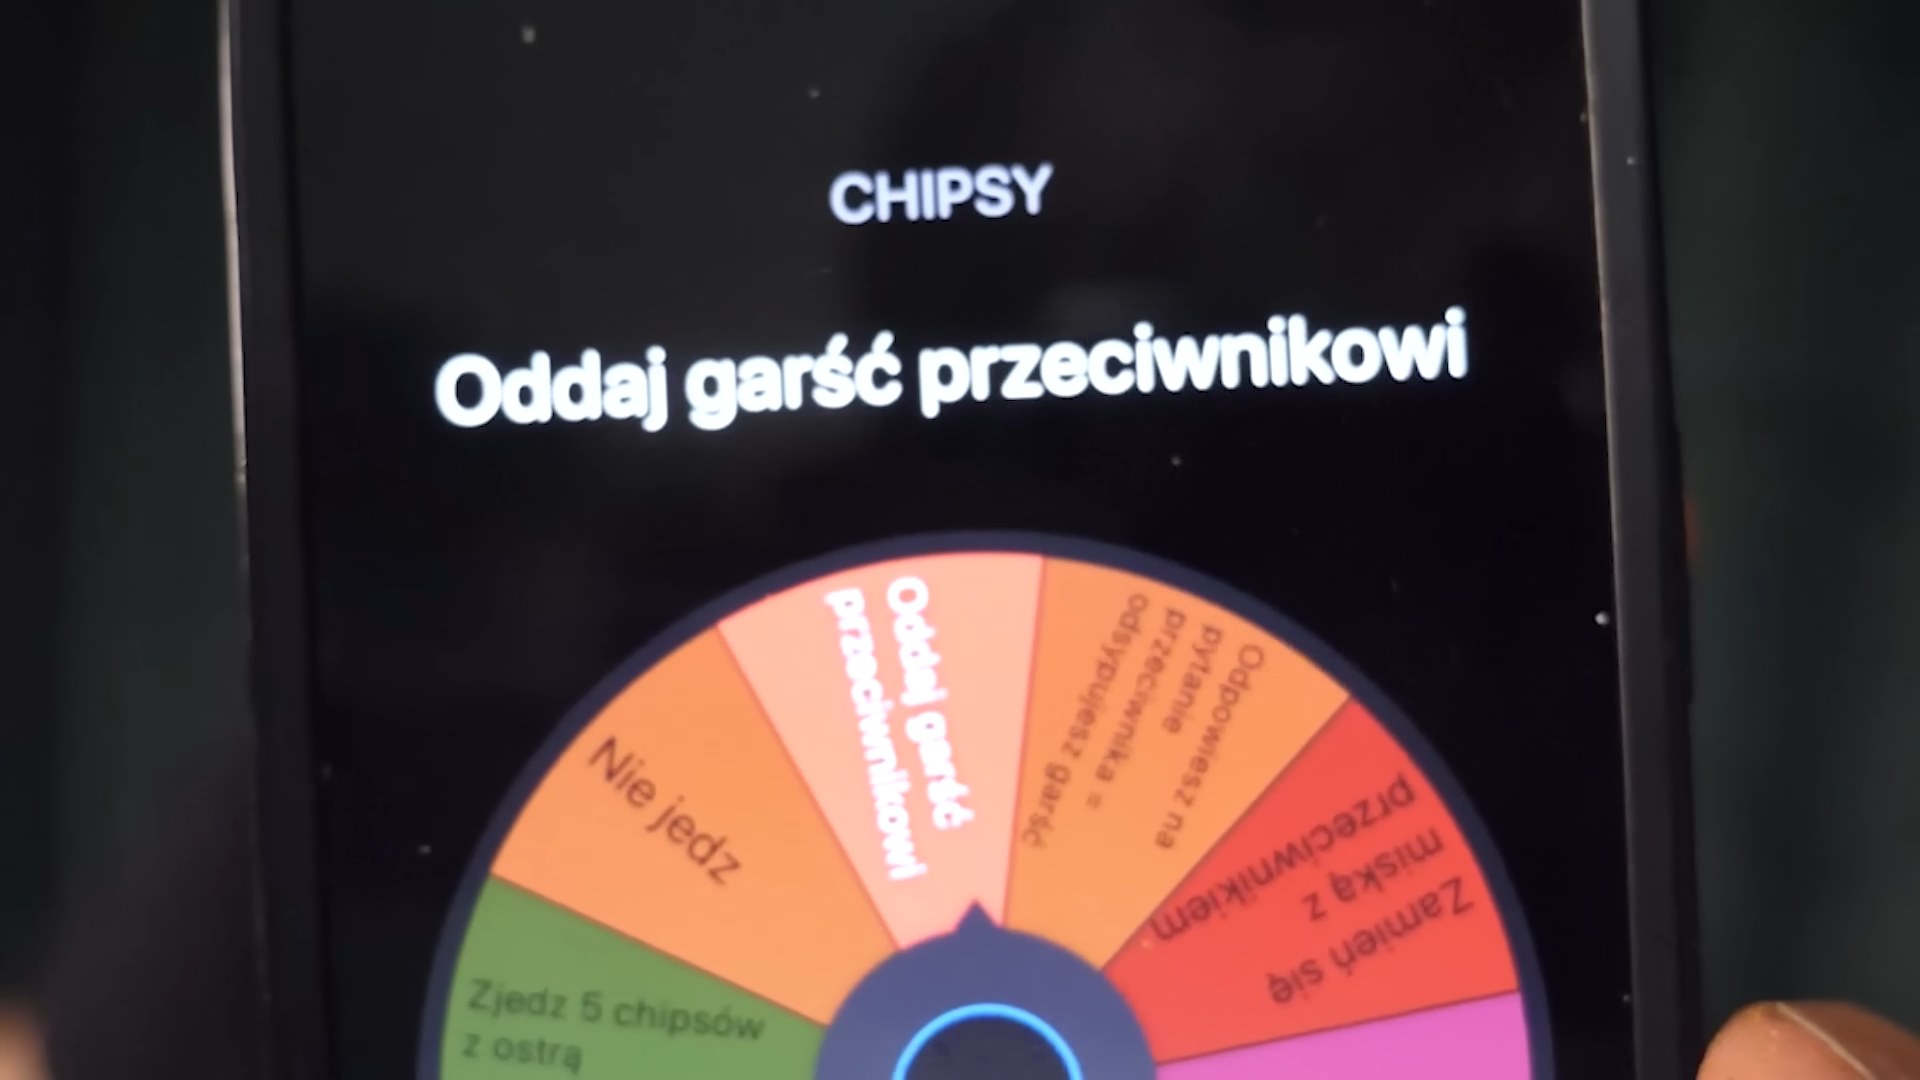 CHIPSY
Oddaj garść przeciwnikowi
Zjedz 5 chipsów
z ostrą
Nie jedz
Oddaj garść
przeciwnikowi
Odpowiesz na
pytanie
przeciwnika =
odsypujesz garść
Zamień się
miską z
przeciwnikiem